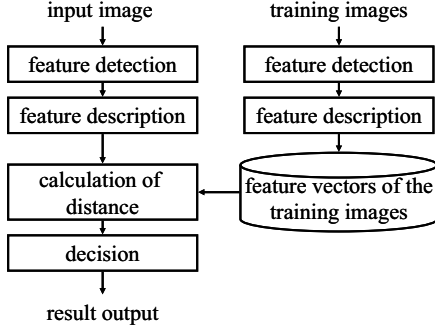 input image
feature detection
feature description
calculation of
distance
decision
result output
training images
feature detection
feature description
feature vectors of the
training images